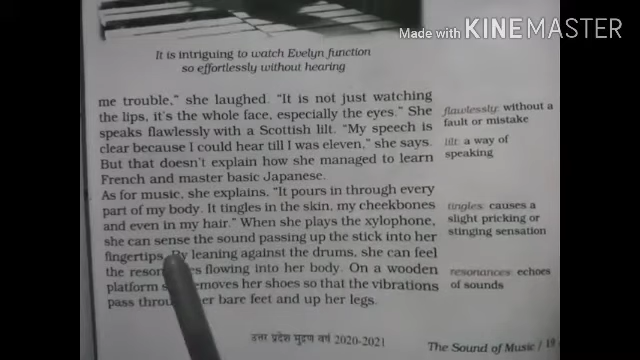 Made with KINEMASTER
It is intriguing to watch Evelyn function
so effortlessly without hearing
me trouble," she laughed. "It is not just watching
the lips, it's the whole face, especially the eyes." She
speaks flawlessly with a Scottish lilt. "My speech is
clear because I could hear till I was eleven," she says.
But that doesn't explain how she managed to learn
French and master basic Japanese.
As for music, she explains, "It pours in through every
part of my body. It tingles in the skin, my cheekbones
and even in my hair." When she plays the xylophone,
she can sense the sound passing up the stick into her
fingertips. By leaning against the drums, she can feel
the resonances flowing into her body. On a wooden
platform she removes her shoes so that the vibrations
pass through her bare feet and up her legs.
flawlessly: without a
fault or mistake
lilt: a way of
speaking
tingles: causes a
slight pricking or
stinging sensation
resonances: echoes
of sounds
उत्तर प्रदेश मुद्रण वर्ष 2020-2021
The Sound of Music / 19